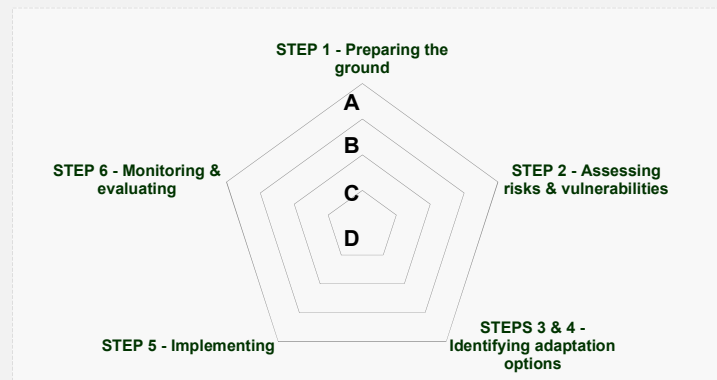 STEP 1 - Preparing the
ground
A
B
STEP 6 - Monitoring &
evaluating
STEP 2 - Assessing
risks & vulnerabilities
C
D
STEP 5 - Implementing
STEPS 3 & 4 -
Identifying adaptation
options